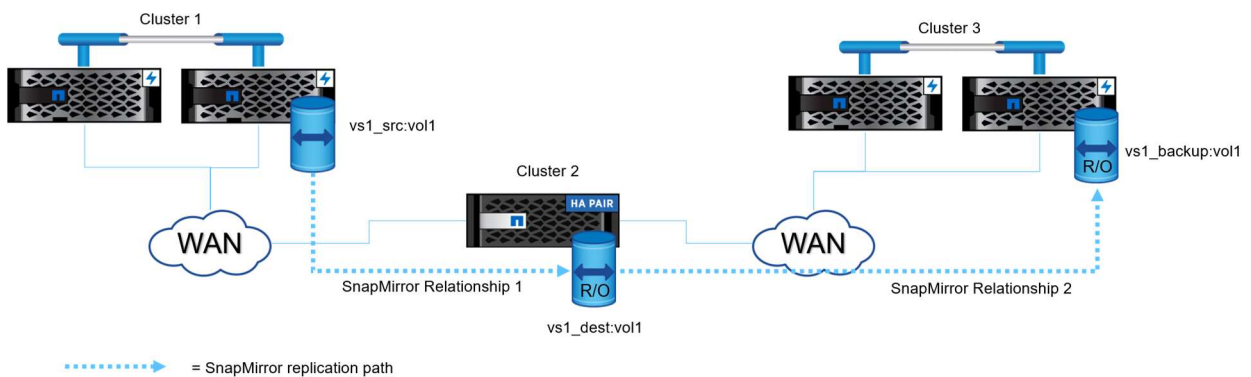 Cluster 1
Cluster 3
vs1_src:vol1
vs1_backup:vol1
R/O
Cluster 2
HA PAIR
WAN
WAN
R/O
SnapMirror Relationship 1
SnapMirror Relationship 2
vs1_dest:vol1
= SnapMirror replication path